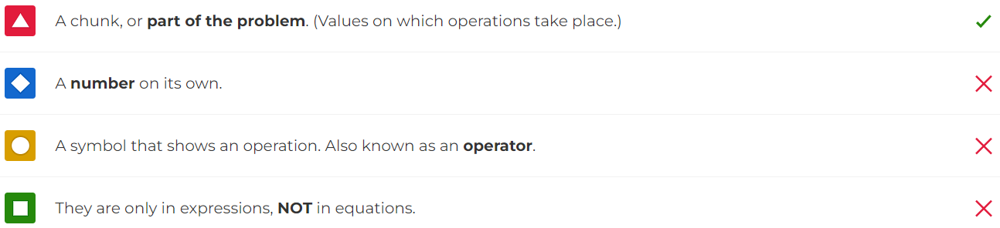 A chunk, or part of the problem. (Values on which operations take place.)
A number on its own.
A symbol that shows an operation. Also known as an operator.
They are only in expressions, NOT in equations.